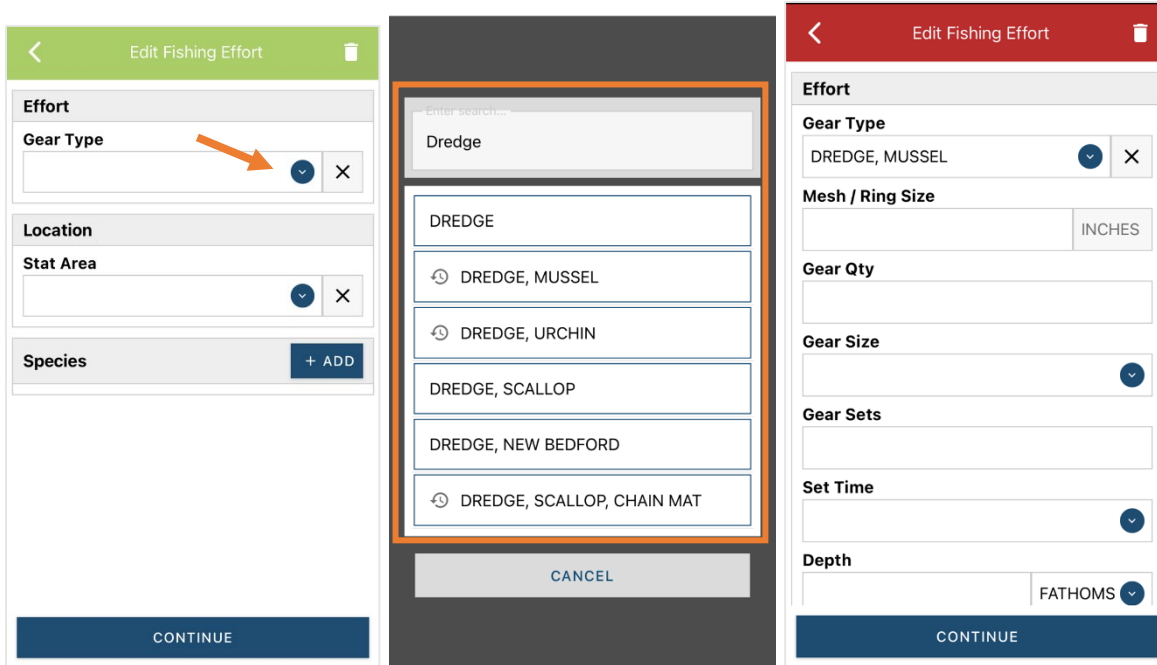 Edit Fishing Effort
Effort
Gear Type
Location
Stat Area
Species
+ ADD
CONTINUE
Enter search...
Dredge
DREDGE
DREDGE, MUSSEL
DREDGE, URCHIN
DREDGE, SCALLOP
DREDGE, NEW BEDFORD
DREDGE, SCALLOP, CHAIN MAT
CANCEL
Edit Fishing Effort
Effort
Gear Type
DREDGE, MUSSEL
Mesh / Ring Size
INCHES
Gear Qty
Gear Size
Gear Sets
Set Time
Depth
FATHOMS
CONTINUE